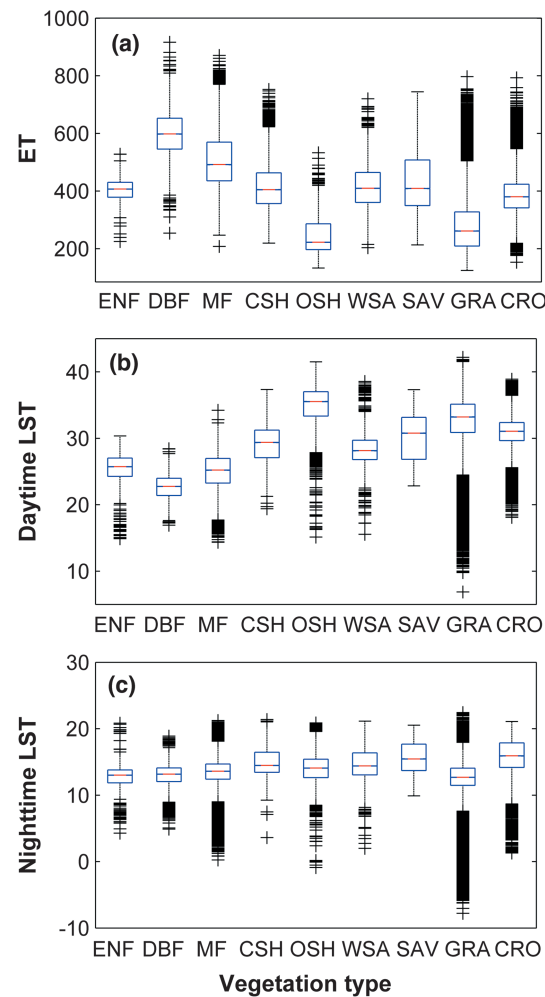 1000
(a)
800
600
ET
400
200
ENF DBF MF CSH OSH WSA SAV GRA CRO
(b)
40
30
Daytime LST
20
10
ENF DBF MF CSH OSH WSA SAV GRA CRO
30
(c)
20
10
Nighttime LST
0
-10
ENF DBF MF CSH OSH WSA SAV GRA CRO
Vegetation type